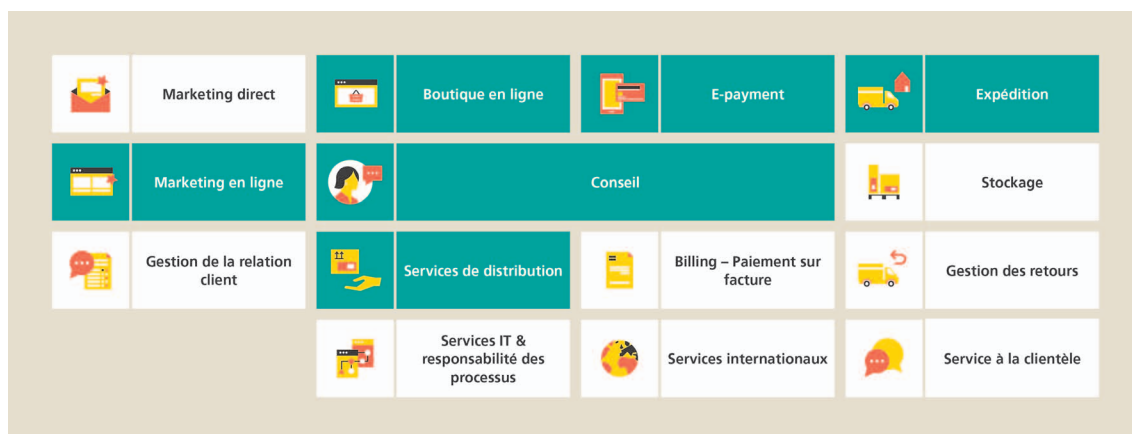 Marketing direct
Boutique en ligne
E-payment
Expédition
Marketing en ligne
Conseil
Stockage
Gestion de la relation
client
Services de distribution
Billing – Paiement sur
facture
Gestion des retours
Services IT &
responsabilité des
processus
Services internationaux
Service à la clientèle